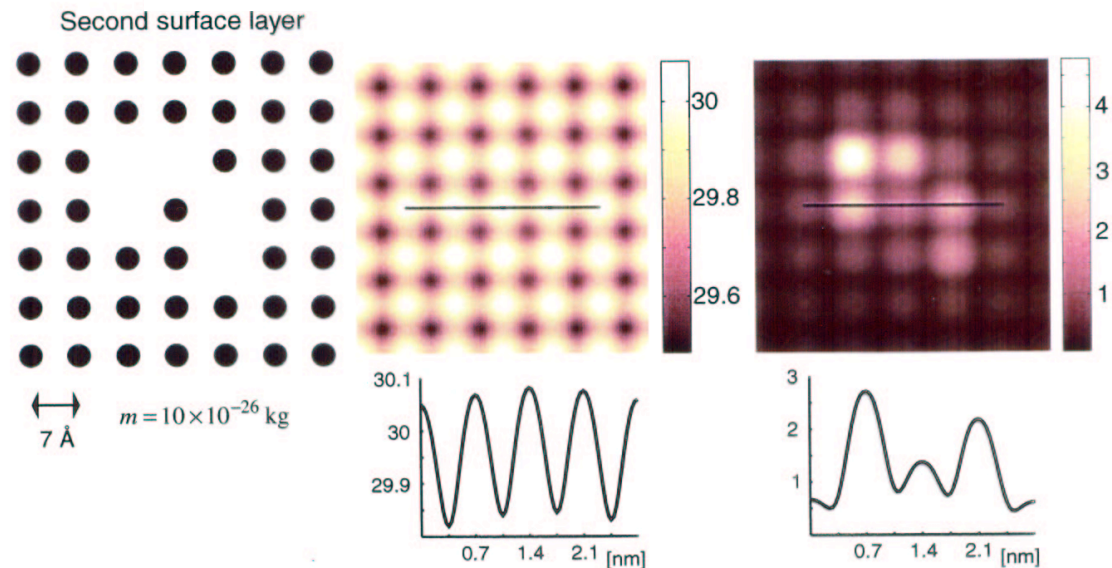 Second surface layer
7 Å
m = 10 × 10⁻²⁶ kg
30
29.8
29.6
4
3
2
1
30.1
30
29.9
0.7 1.4 2.1 [nm]
3
2
1
0.7 1.4 2.1 [nm]